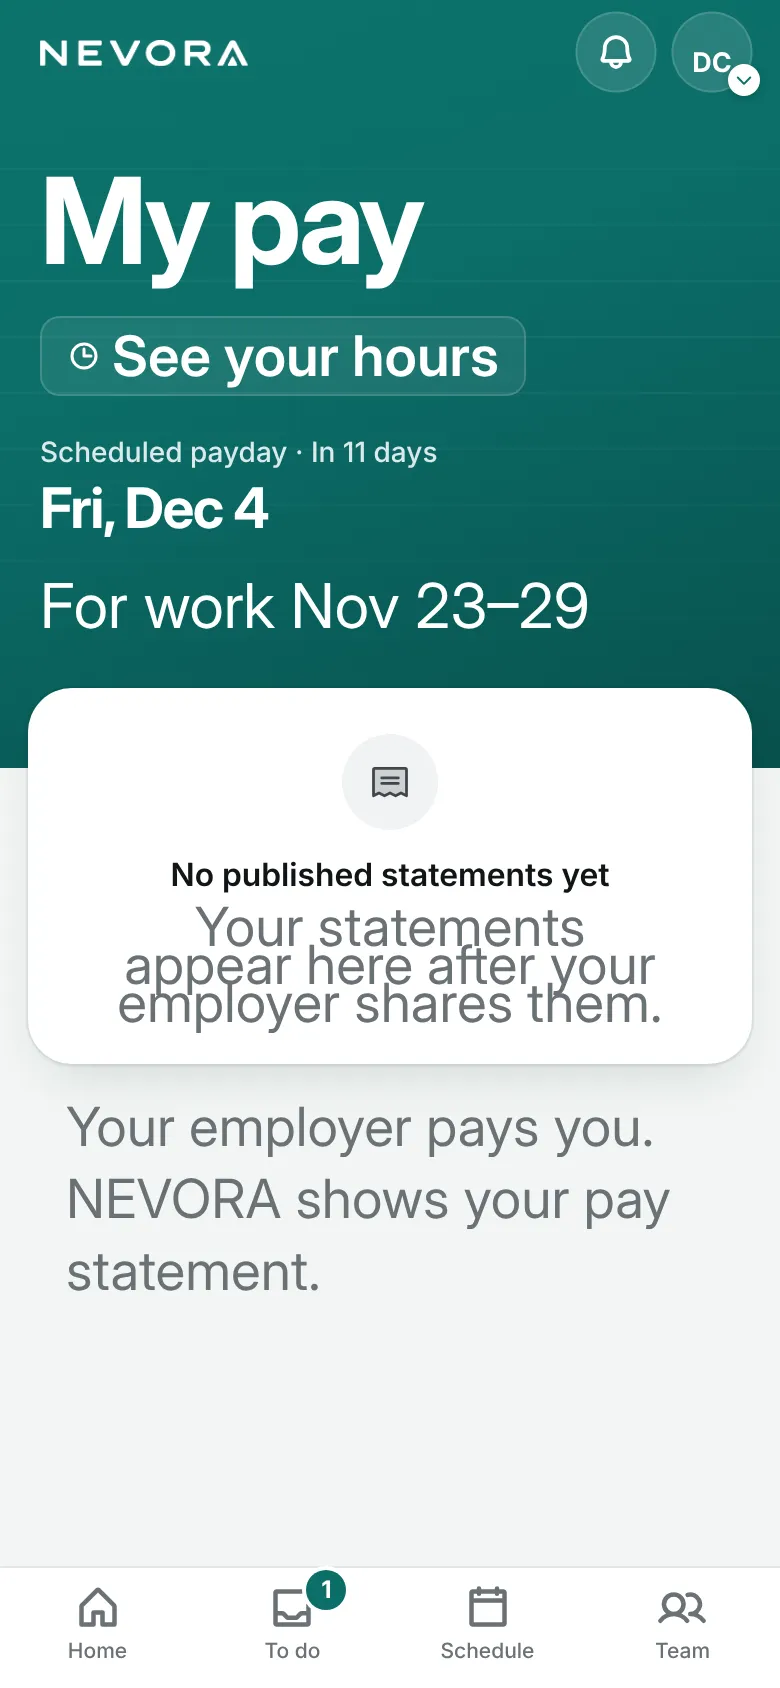 NEVORA
DC
My pay
See your hours
Scheduled payday · In 11 days
Fri, Dec 4
For work Nov 23–29
No published statements yet
Your statements
appear here after your
employer shares them.
Your employer pays you.
NEVORA shows your pay
statement.
1
Home
To do
Schedule
Team